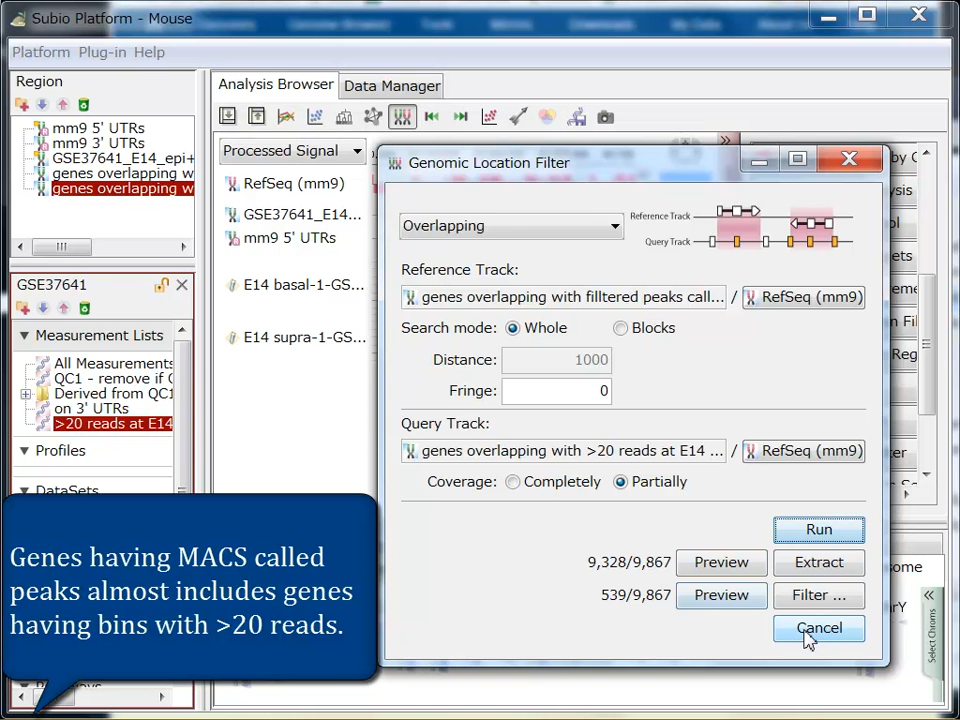 Subio Platform - Mouse
Platform Plug-in Help
Region
mm9 5' UTRs
mm9 3' UTRs
GSE37641_E14_epi+
genes overlapping w
genes overlapping w
GSE37641
Measurement Lists
All Measurements
QC1 - remove if C
Derived from QC1
on 3' UTRs
>20 reads at E14
Profiles
DataSets
Analysis Browser Data Manager
Processed Signal
RefSeq (mm9)
GSE37641_E14...
mm9 5' UTRs
E14 basal-1-GS...
E14 supra-1-GS...
Genomic Location Filter
Overlapping
Reference Track
Query Track
Reference Track:
genes overlapping with filltered peaks call... / RefSeq (mm9)
Search mode: Whole Blocks
Distance: 1000
Fringe: 0
Query Track:
genes overlapping with >20 reads at E14 ... / RefSeq (mm9)
Coverage: Completely Partially
Run
9,328/9,867 Preview Extract
539/9,867 Preview Filter ...
Cancel
Select Chroms
Genes having MACS called
peaks almost includes genes
having bins with >20 reads.